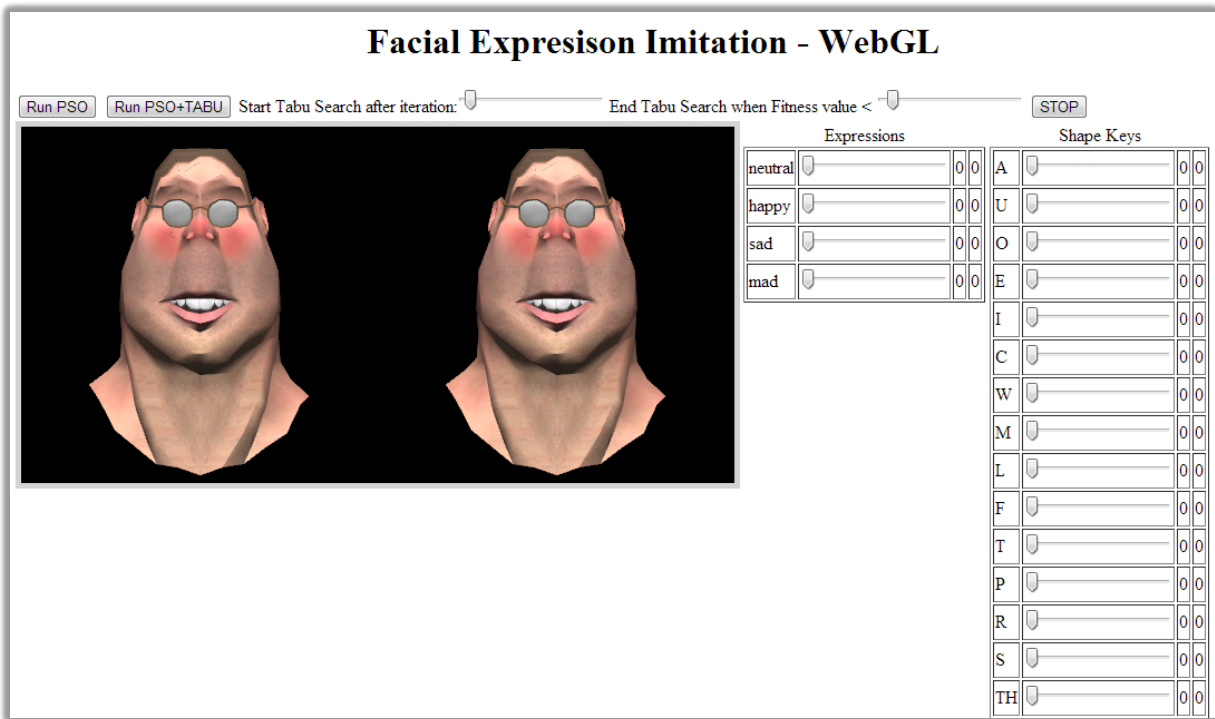 Facial Expresison Imitation - WebGL
Run PSO Run PSO+TABU Start Tabu Search after iteration: End Tabu Search when Fitness value < STOP
Expressions
neutral 0 0
happy 0 0
sad 0 0
mad 0 0
Shape Keys
A 0 0
U 0 0
O 0 0
E 0 0
I 0 0
C 0 0
W 0 0
M 0 0
L 0 0
F 0 0
T 0 0
P 0 0
R 0 0
S 0 0
TH 0 0